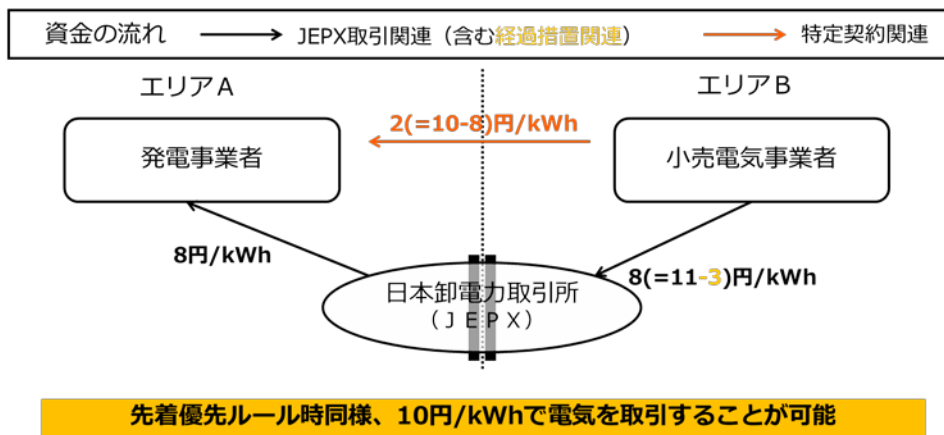 資金の流れ JEPX取引関連（含む経過措置関連） 特定契約関連
エリアA エリアB
2(=10-8)円/kWh
発電事業者 小売電気事業者
8円/kWh
8(=11-3)円/kWh
日本卸電力取引所
（ＪＥＰＸ）
先着優先ルール時同様、10円/kWhで電気を取引することが可能